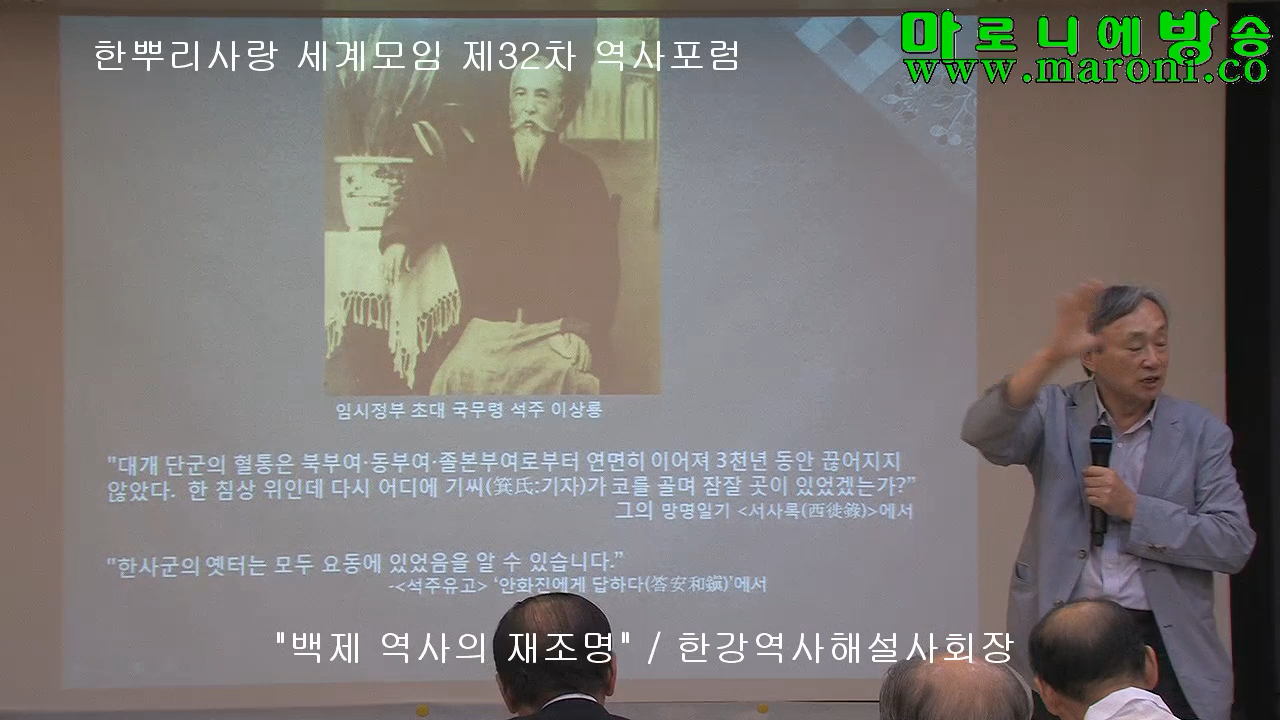 한뿌리사랑 세계모임 제32차 역사포럼
마로니에방송
www.maroni.co
임시정부 초대 국무령 석주 이상룡
"대개 단군의 혈통은 북부여·동부여·졸본부여로부터 연면히 이어져 3천년 동안 끊어지지
않았다. 한 침상 위인데 다시 어디에 기씨(箕氏:기자)가 코를 골며 잠잘 곳이 있었겠는가?"
그의 망명일기 <서사록(西徙錄)>에서
"한사군의 옛터는 모두 요동에 있었음을 알 수 있습니다."
-<석주유고> '안화진에게 답하다(答安和鎭)'에서
"백제 역사의 재조명" / 한강역사해설사회장